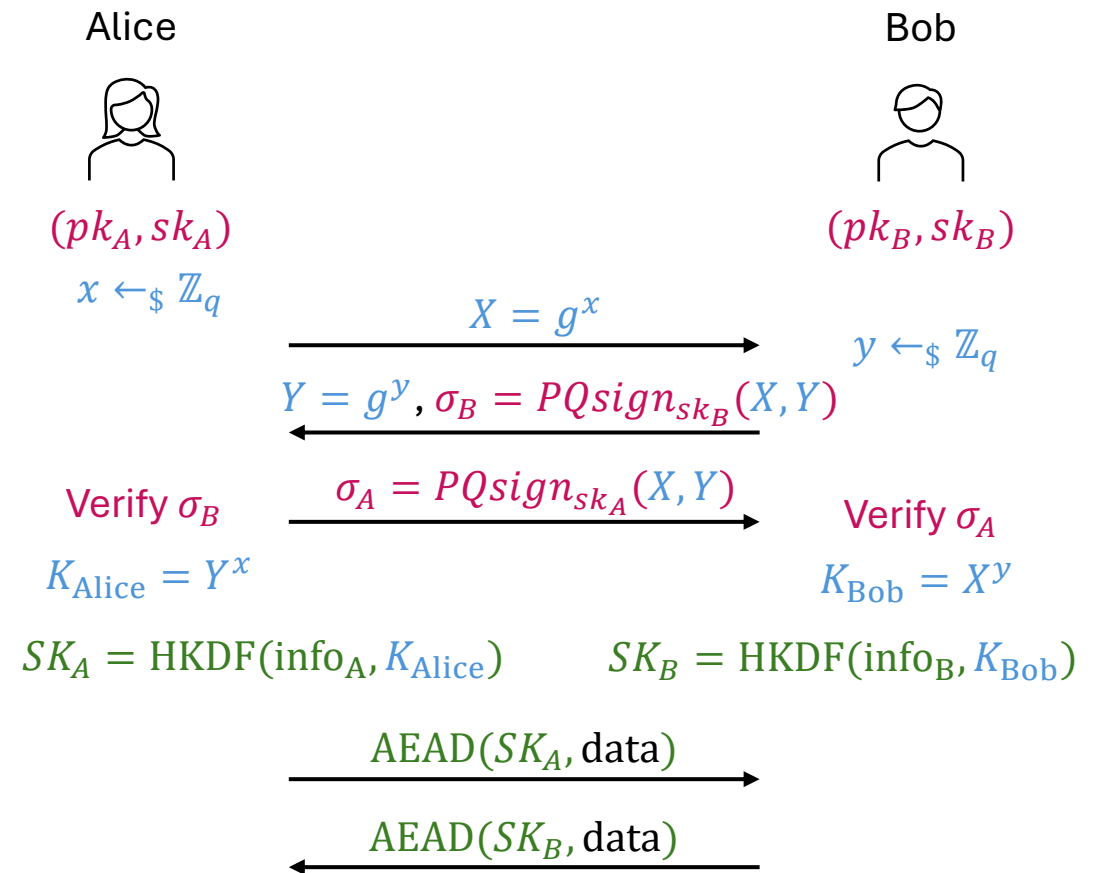 Alice Bob
(pk_A, sk_A) (pk_B, sk_B)
x ←_$ ℤ_q
X = g^x
y ←_$ ℤ_q
Y = g^y, σ_B = PQsign_{sk_B}(X, Y)
σ_A = PQsign_{sk_A}(X, Y)
Verify σ_B Verify σ_A
K_Alice = Y^x K_Bob = X^y
SK_A = HKDF(info_A, K_Alice) SK_B = HKDF(info_B, K_Bob)
AEAD(SK_A, data)
AEAD(SK_B, data)